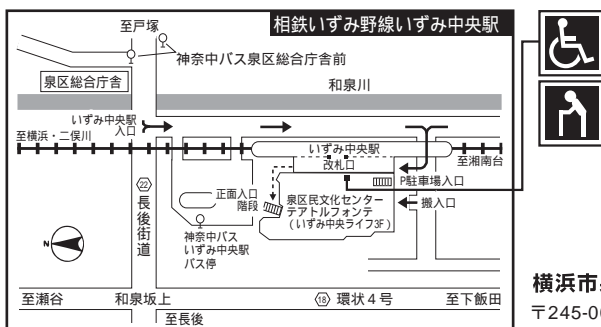 相鉄いずみ野線いずみ中央駅
至戸塚
神奈中バス泉区総合庁舎前
泉区総合庁舎
和泉川
いずみ中央駅
入口
至横浜・二俣川
いずみ中央駅
改札口
至湘南台
P駐車場入口
正面入口
階段
泉区民文化センター
テアトルフォンテ
(いずみ中央ライフ3F)
搬入口
22
長後街道
神奈中バス
いずみ中央駅
バス停
N
至瀬谷
和泉坂上
18 環状4号
至下飯田
至長後
横浜市
〒245-00